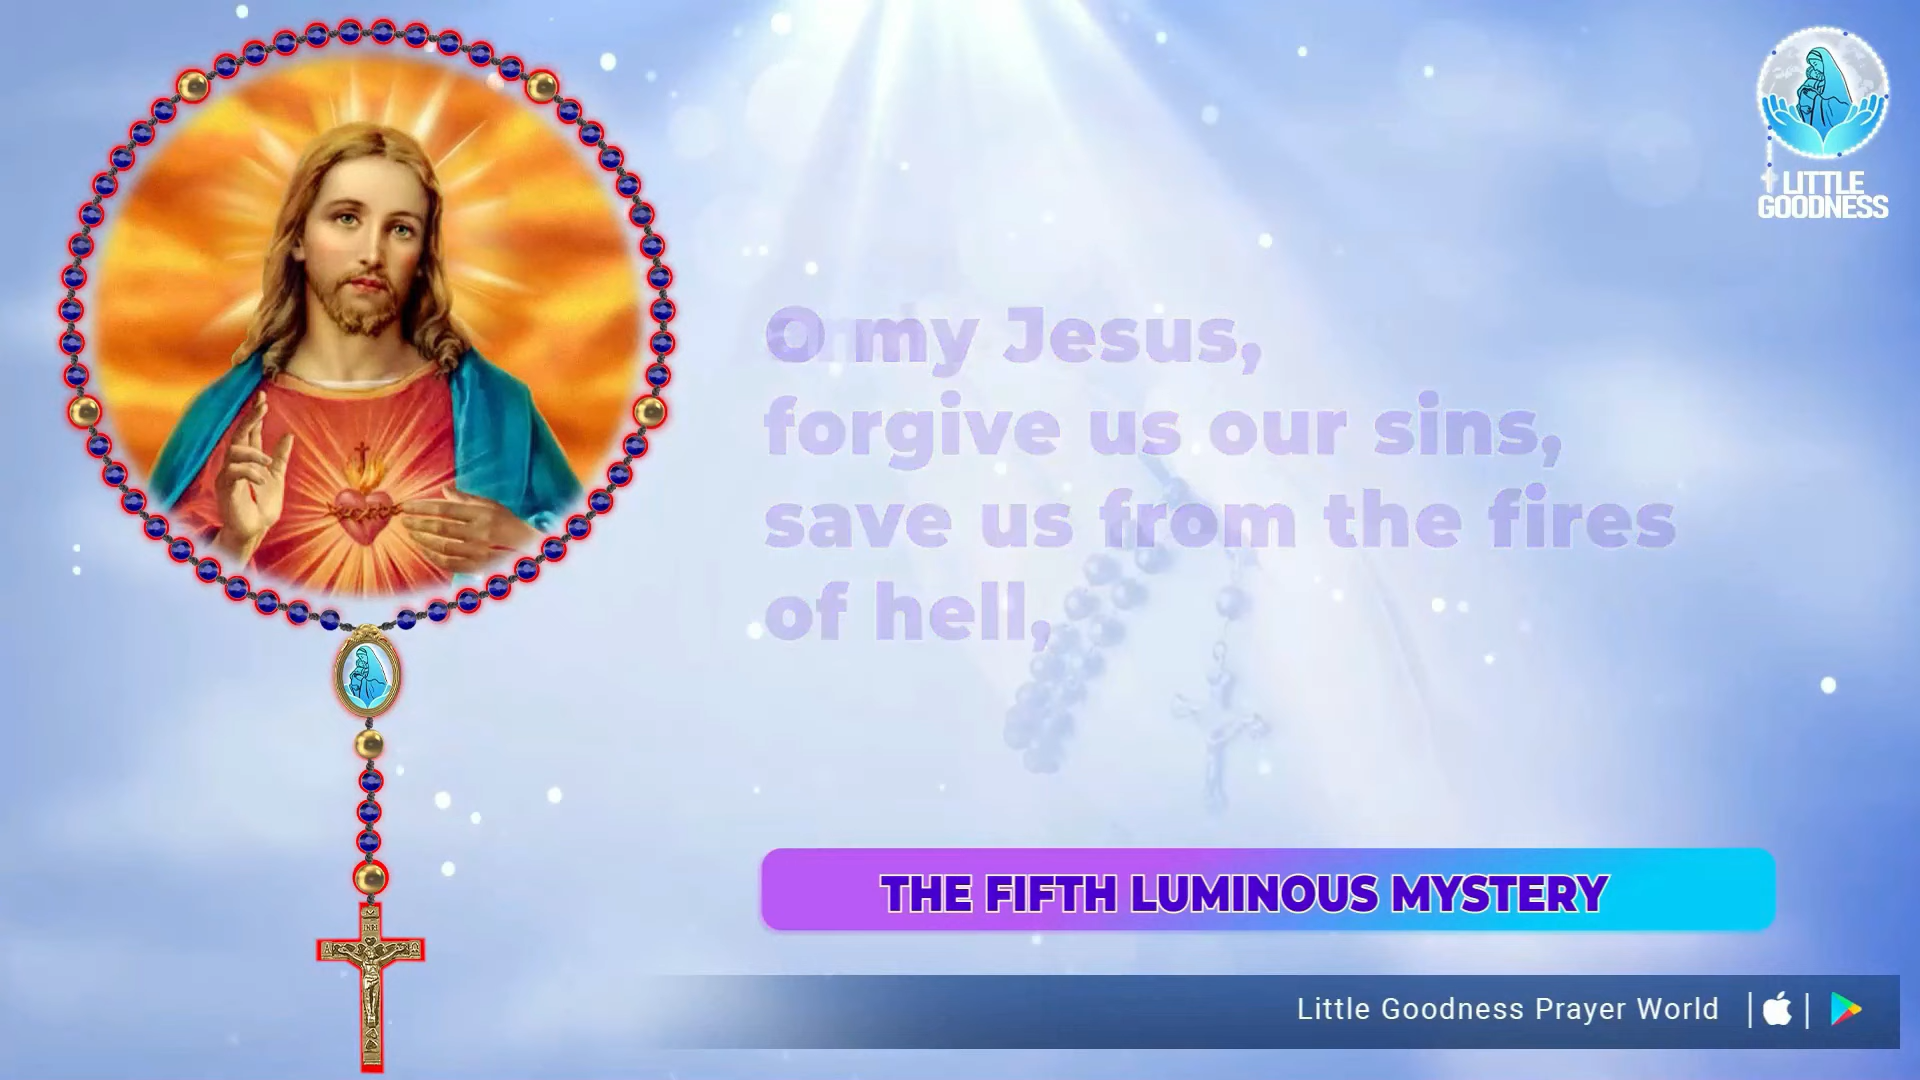 LITTLE
GOODNESS
O my Jesus,
forgive us our sins,
save us from the fires
of hell,
INRI
THE FIFTH LUMINOUS MYSTERY
Little Goodness Prayer World